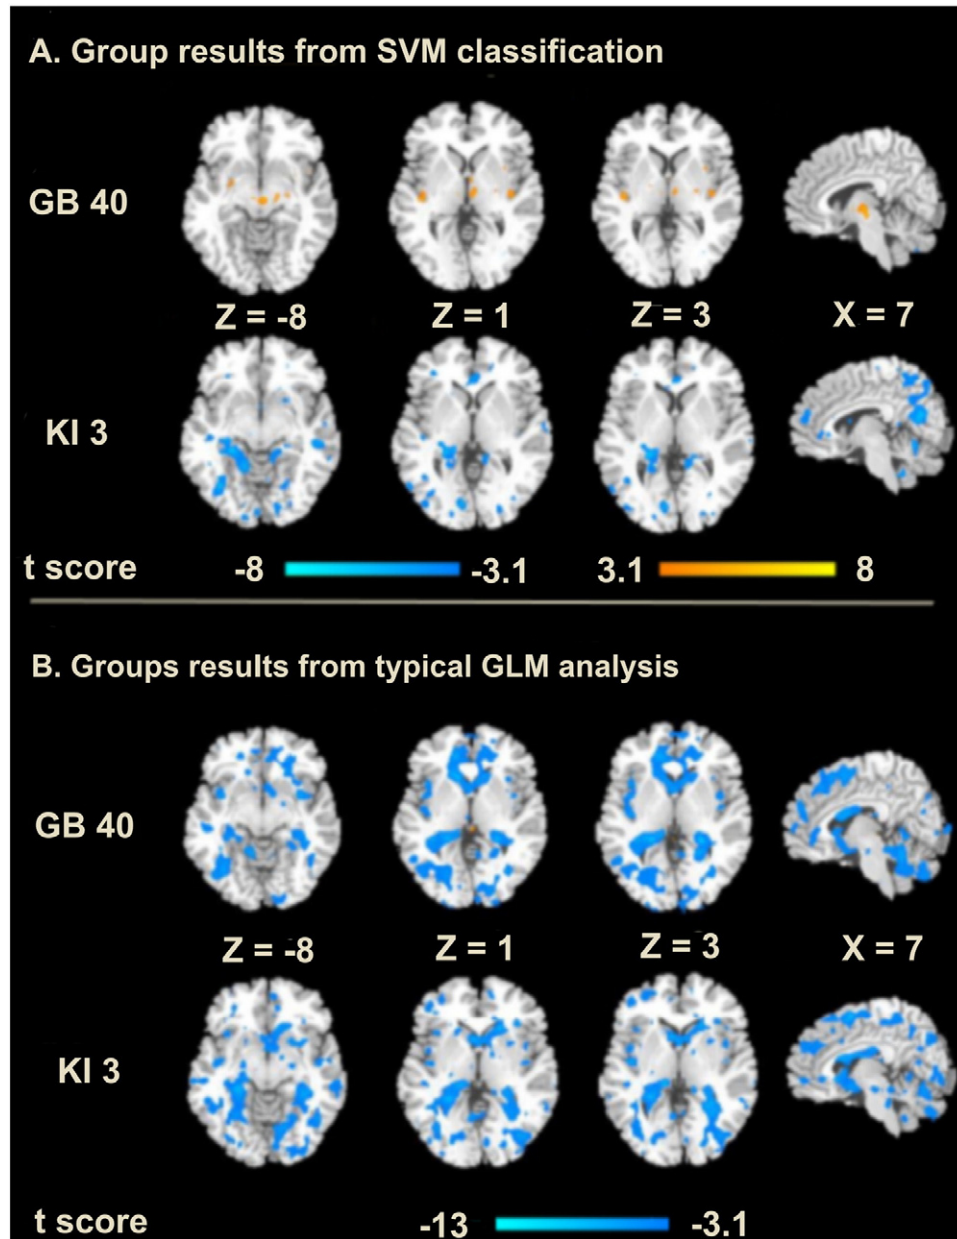 A. Group results from SVM classification
GB 40
Z = -8 Z = 1 Z = 3 X = 7
KI 3
t score -8 -3.1 3.1 8
B. Groups results from typical GLM analysis
GB 40
Z = -8 Z = 1 Z = 3 X = 7
KI 3
t score -13 -3.1